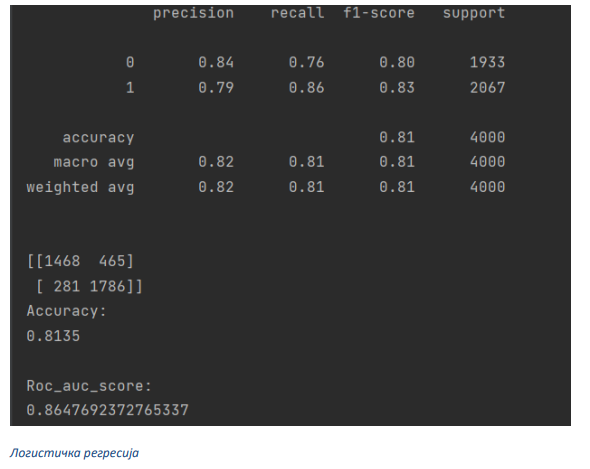 precision recall f1-score support
0 0.84 0.76 0.80 1933
1 0.79 0.86 0.83 2067
accuracy 0.81 4000
macro avg 0.82 0.81 0.81 4000
weighted avg 0.82 0.81 0.81 4000
[[1468 465]
[ 281 1786]]
Accuracy:
0.8135
Roc_auc_score:
0.8647692372765337
Логистичка регресија